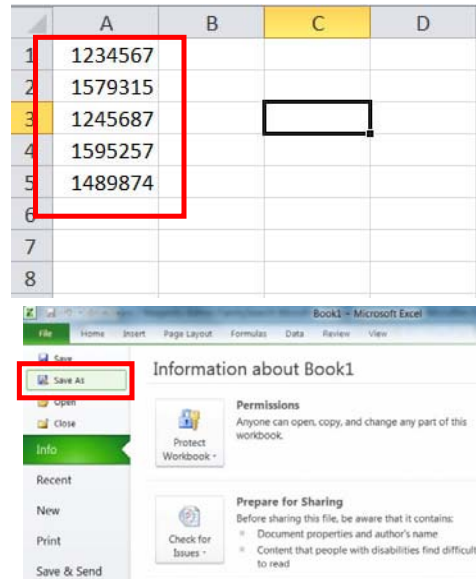 A B C D
1 1234567
2 1579315
3 1245687
4 1595257
5 1489874
6
7
8
Book1 - Microsoft Excel
File Home Insert Page Layout Formulas Data Review View
Save
Save As
Open
Close
Info
Recent
New
Print
Save & Send
Information about Book1
Protect
Workbook
Permissions
Anyone can open, copy, and change any part of this
workbook.
Check for
Issues
Prepare for Sharing
Before sharing this file, be aware that it contains:
Document properties and author's name
Content that people with disabilities find difficult
to read